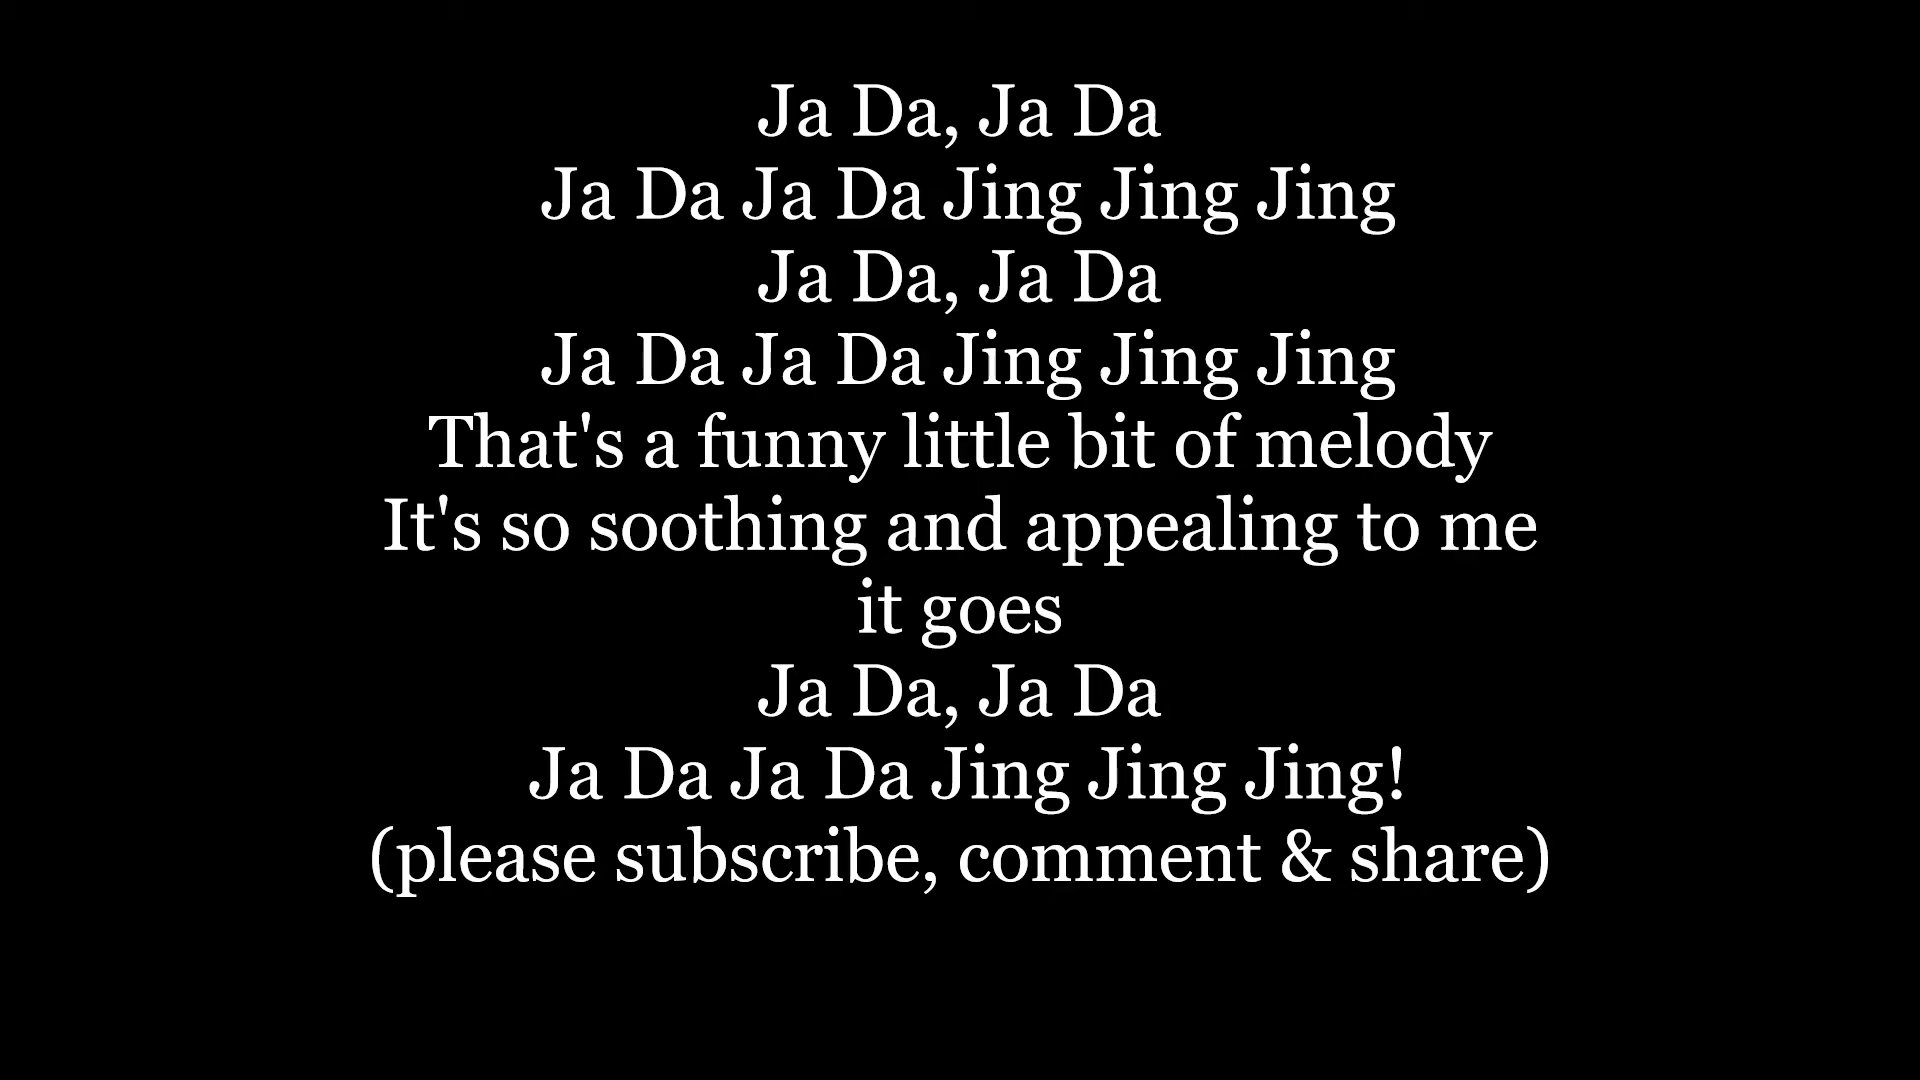 Ja Da, Ja Da
Ja Da Ja Da Jing Jing Jing
Ja Da, Ja Da
Ja Da Ja Da Jing Jing Jing
That's a funny little bit of melody
It's so soothing and appealing to me
it goes
Ja Da, Ja Da
Ja Da Ja Da Jing Jing Jing!
(please subscribe, comment & share)